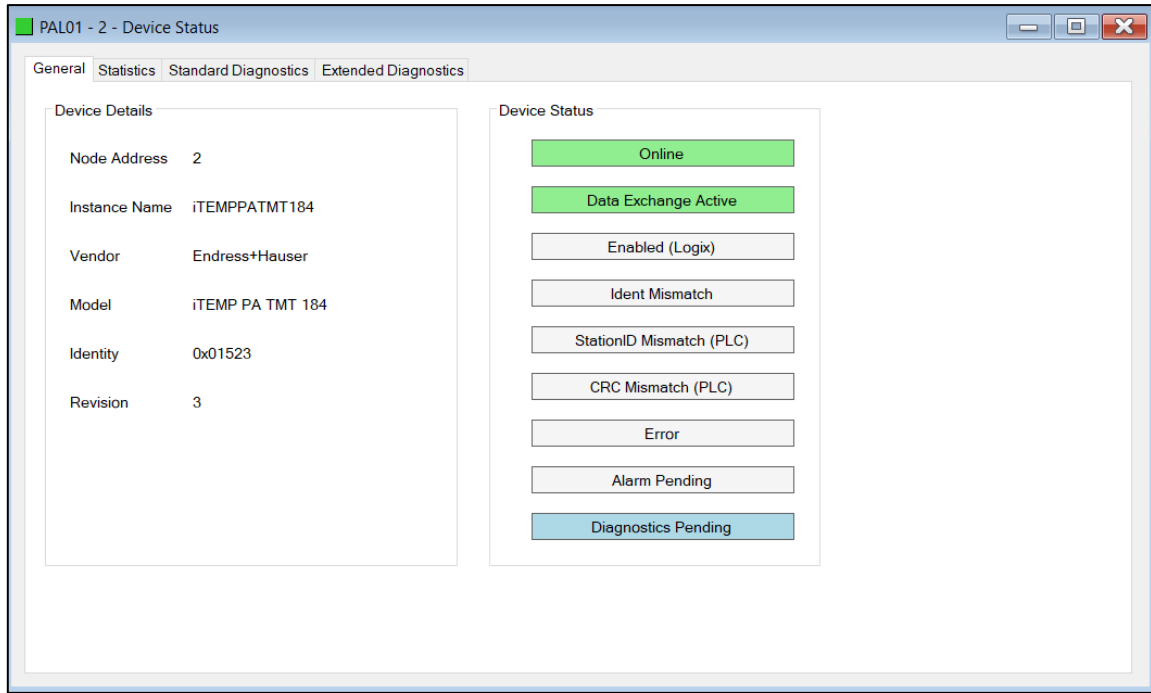 PAL01 - 2 - Device Status
General Statistics Standard Diagnostics Extended Diagnostics
Device Details
Node Address 2
Instance Name iTEMPPATMT184
Vendor Endress+Hauser
Model iTEMP PA TMT 184
Identity 0x01523
Revision 3
Device Status
Online
Data Exchange Active
Enabled (Logix)
Ident Mismatch
StationID Mismatch (PLC)
CRC Mismatch (PLC)
Error
Alarm Pending
Diagnostics Pending